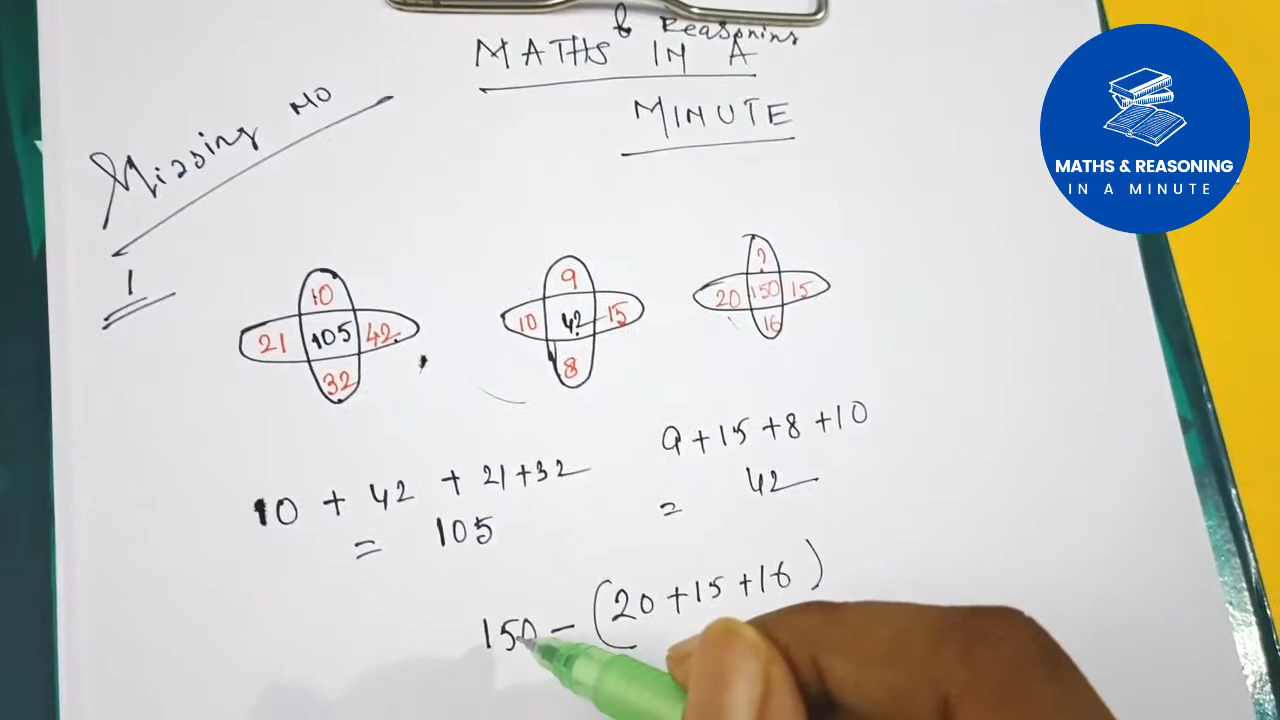 & Reasoning
MATHS IN A
MINUTE
Missing NO
1
10
21 105 42
32
9
10 42 15
8
?
20 150 15
16
10 + 42 + 21 + 32
= 105
9 + 15 + 8 + 10
= 42
150 - (20 + 15 + 16)
MATHS & REASONING
IN A MINUTE